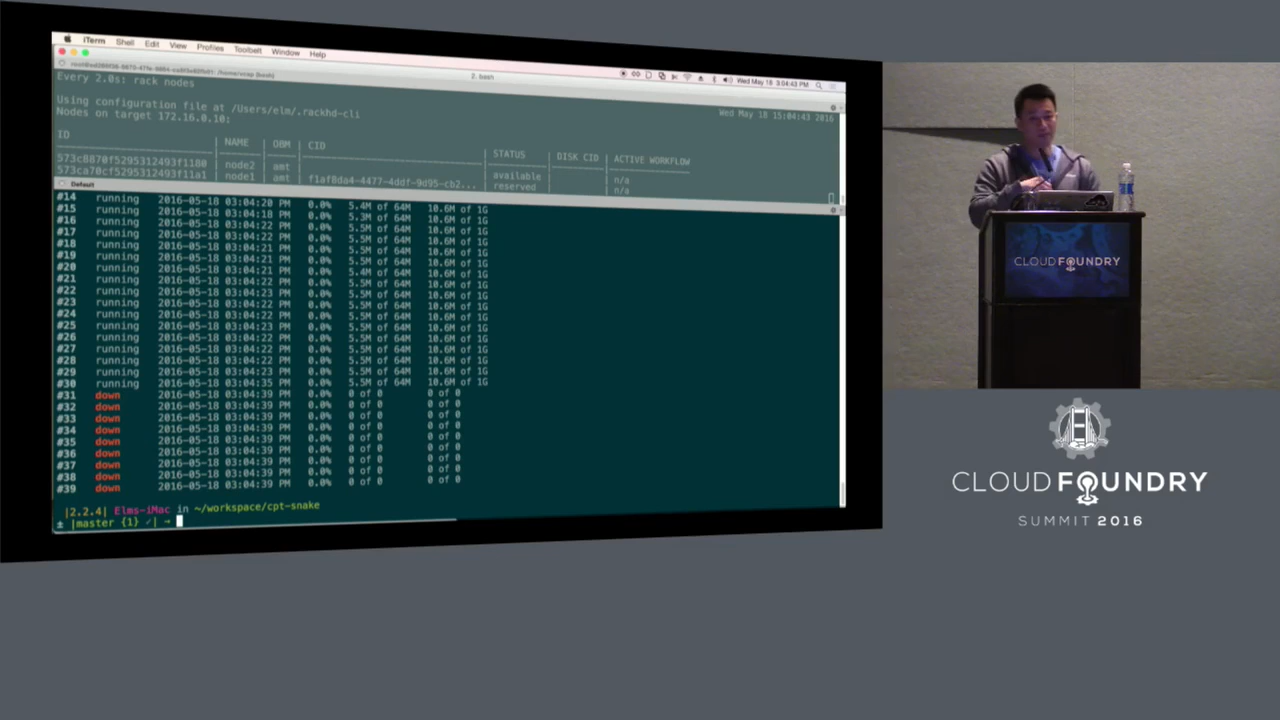 iTerm Shell Edit View Profiles Toolbelt Window Help
Wed May 18 3:04:43 PM
2. bash
Every 2.0s: rack nodes
Wed May 18 15:04:43 2016
Using configuration file at /Users/elm/.rackhd-cli
Nodes on target 172.16.0.10:
ID | NAME | OBM | CID | STATUS | DISK CID | ACTIVE WORKFLOW
573c8870f5295312493f1180 | node2 | amt | | available | | n/a
573ca70cf5295312493f11a1 | node1 | amt | f1af8da4-4477-4ddf-9d95-cb2... | reserved | | n/a
Default
#14 running 2016-05-18 03:04:20 PM 0.0% 5.4M of 64M 10.6M of 1G
#15 running 2016-05-18 03:04:18 PM 0.0% 5.3M of 64M 10.6M of 1G
#16 running 2016-05-18 03:04:22 PM 0.0% 5.5M of 64M 10.6M of 1G
#17 running 2016-05-18 03:04:22 PM 0.0% 5.5M of 64M 10.6M of 1G
#18 running 2016-05-18 03:04:21 PM 0.0% 5.5M of 64M 10.6M of 1G
#19 running 2016-05-18 03:04:21 PM 0.0% 5.5M of 64M 10.6M of 1G
#20 running 2016-05-18 03:04:21 PM 0.0% 5.4M of 64M 10.6M of 1G
#21 running 2016-05-18 03:04:22 PM 0.0% 5.5M of 64M 10.6M of 1G
#22 running 2016-05-18 03:04:23 PM 0.0% 5.5M of 64M 10.6M of 1G
#23 running 2016-05-18 03:04:22 PM 0.0% 5.5M of 64M 10.6M of 1G
#24 running 2016-05-18 03:04:22 PM 0.0% 5.5M of 64M 10.6M of 1G
#25 running 2016-05-18 03:04:23 PM 0.0% 5.5M of 64M 10.6M of 1G
#26 running 2016-05-18 03:04:22 PM 0.0% 5.5M of 64M 10.6M of 1G
#27 running 2016-05-18 03:04:22 PM 0.0% 5.5M of 64M 10.6M of 1G
#28 running 2016-05-18 03:04:22 PM 0.0% 5.5M of 64M 10.6M of 1G
#29 running 2016-05-18 03:04:23 PM 0.0% 5.5M of 64M 10.6M of 1G
#30 running 2016-05-18 03:04:35 PM 0.0% 5.5M of 64M 10.6M of 1G
#31 down 2016-05-18 03:04:39 PM 0.0% 0 of 0 0 of 0
#32 down 2016-05-18 03:04:39 PM 0.0% 0 of 0 0 of 0
#33 down 2016-05-18 03:04:39 PM 0.0% 0 of 0 0 of 0
#34 down 2016-05-18 03:04:39 PM 0.0% 0 of 0 0 of 0
#35 down 2016-05-18 03:04:39 PM 0.0% 0 of 0 0 of 0
#36 down 2016-05-18 03:04:39 PM 0.0% 0 of 0 0 of 0
#37 down 2016-05-18 03:04:39 PM 0.0% 0 of 0 0 of 0
#38 down 2016-05-18 03:04:39 PM 0.0% 0 of 0 0 of 0
#39 down 2016-05-18 03:04:39 PM 0.0% 0 of 0 0 of 0
|2.2.4| Elms-iMac in ~/workspace/cpt-snake
± |master {1} ✓| →
CLOUDFOUNDRY
CLOUD FOUNDRY
SUMMIT 2016